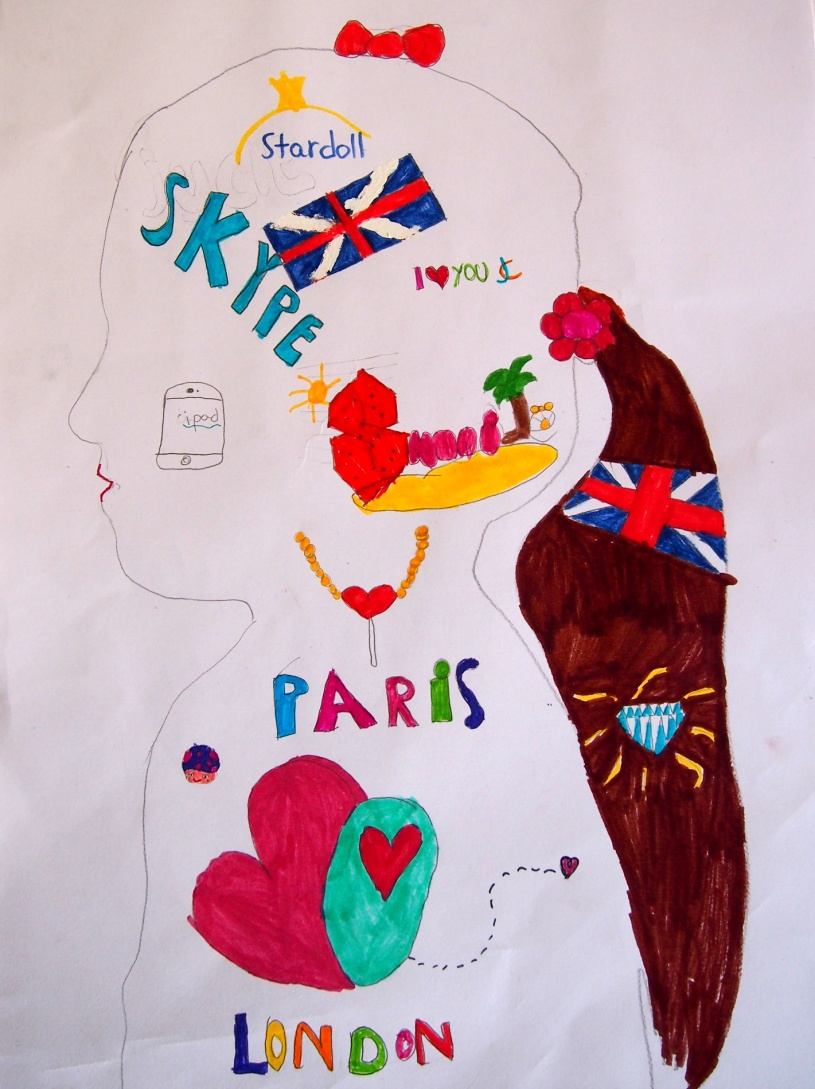 Stardoll
SKYPE
I ❤ YOU
ipod
PARIS
LONDON